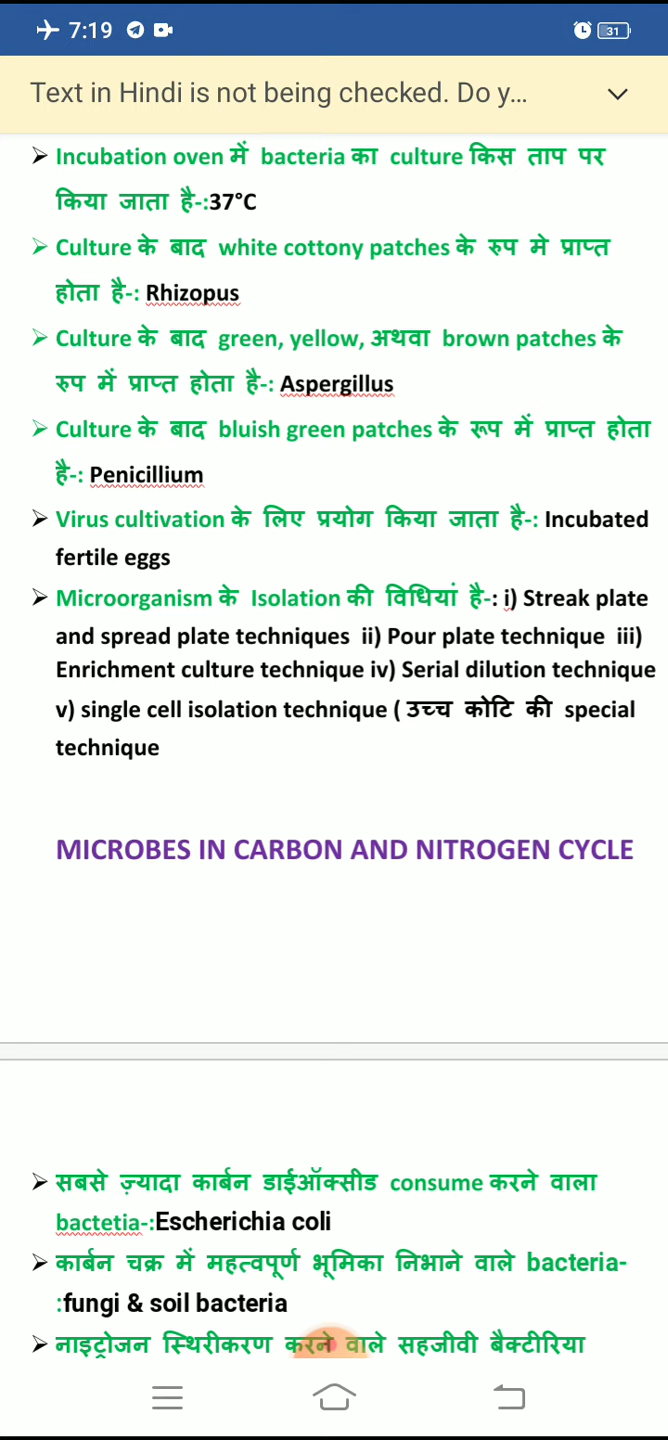 7:19
31
Text in Hindi is not being checked. Do y...
➢ Incubation oven में bacteria का culture किस ताप पर
किया जाता है-:37°C
➢ Culture के बाद white cottony patches के रुप मे प्राप्त
होता है-: Rhizopus
➢ Culture के बाद green, yellow, अथवा brown patches के
रुप में प्राप्त होता है-: Aspergillus
➢ Culture के बाद bluish green patches के रूप में प्राप्त होता
है-: Penicillium
➢ Virus cultivation के लिए प्रयोग किया जाता है-: Incubated
fertile eggs
➢ Microorganism के Isolation की विधियां है-: i) Streak plate
and spread plate techniques ii) Pour plate technique iii)
Enrichment culture technique iv) Serial dilution technique
v) single cell isolation technique ( उच्च कोटि की special
technique
MICROBES IN CARBON AND NITROGEN CYCLE
➢ सबसे ज़्यादा कार्बन डाईऑक्सीड consume करने वाला
bactetia-:Escherichia coli
➢ कार्बन चक्र में महत्वपूर्ण भूमिका निभाने वाले bacteria-
:fungi & soil bacteria
➢ नाइट्रोजन स्थिरीकरण करने वाले सहजीवी बैक्टीरिया